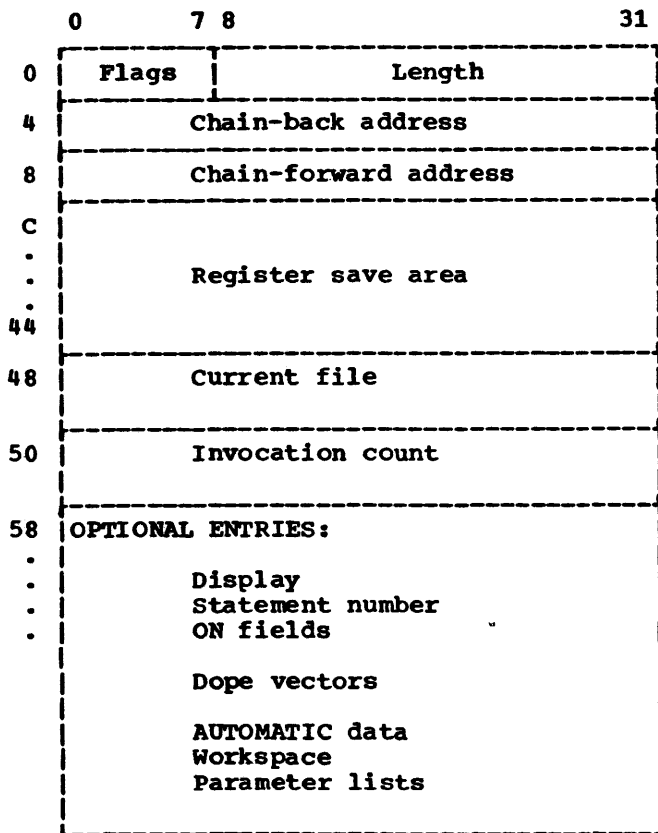 0 7 8 31
0 Flags Length
4 Chain-back address
8 Chain-forward address
C
.
. Register save area
.
44
48 Current file
50 Invocation count
58 OPTIONAL ENTRIES:
.
. Display
. Statement number
. ON fields
Dope vectors
AUTOMATIC data
Workspace
Parameter lists